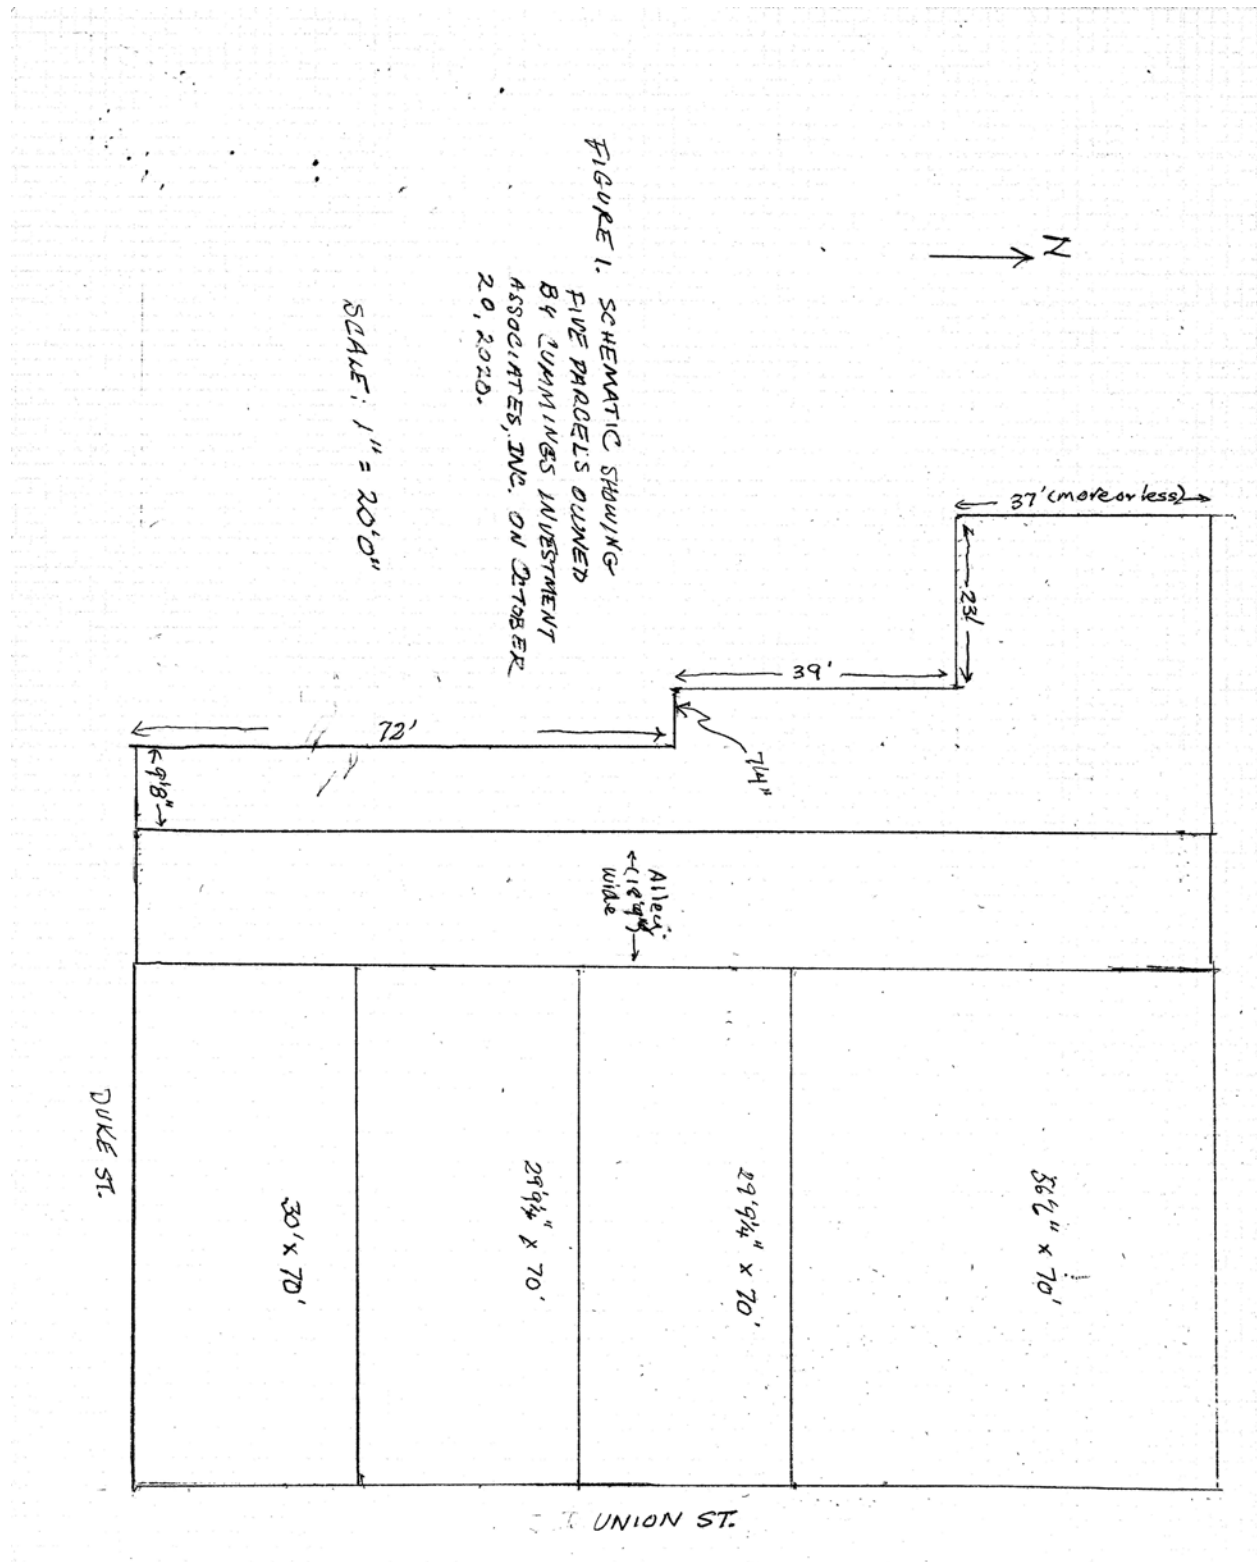 N
FIGURE 1. SCHEMATIC SHOWING
FIVE PARCELS OWNED
BY CUMMINGS INVESTMENT
ASSOCIATES, INC. ON OCTOBER
20, 2020.
SCALE: 1" = 20'0"
37' (more or less)
23'
39'
72'
7'4"
9'8"
Alley
wide
30' x 70'
29'9¼" x 70'
29'9¼" x 70'
56½" x 70'
DUKE ST.
UNION ST.